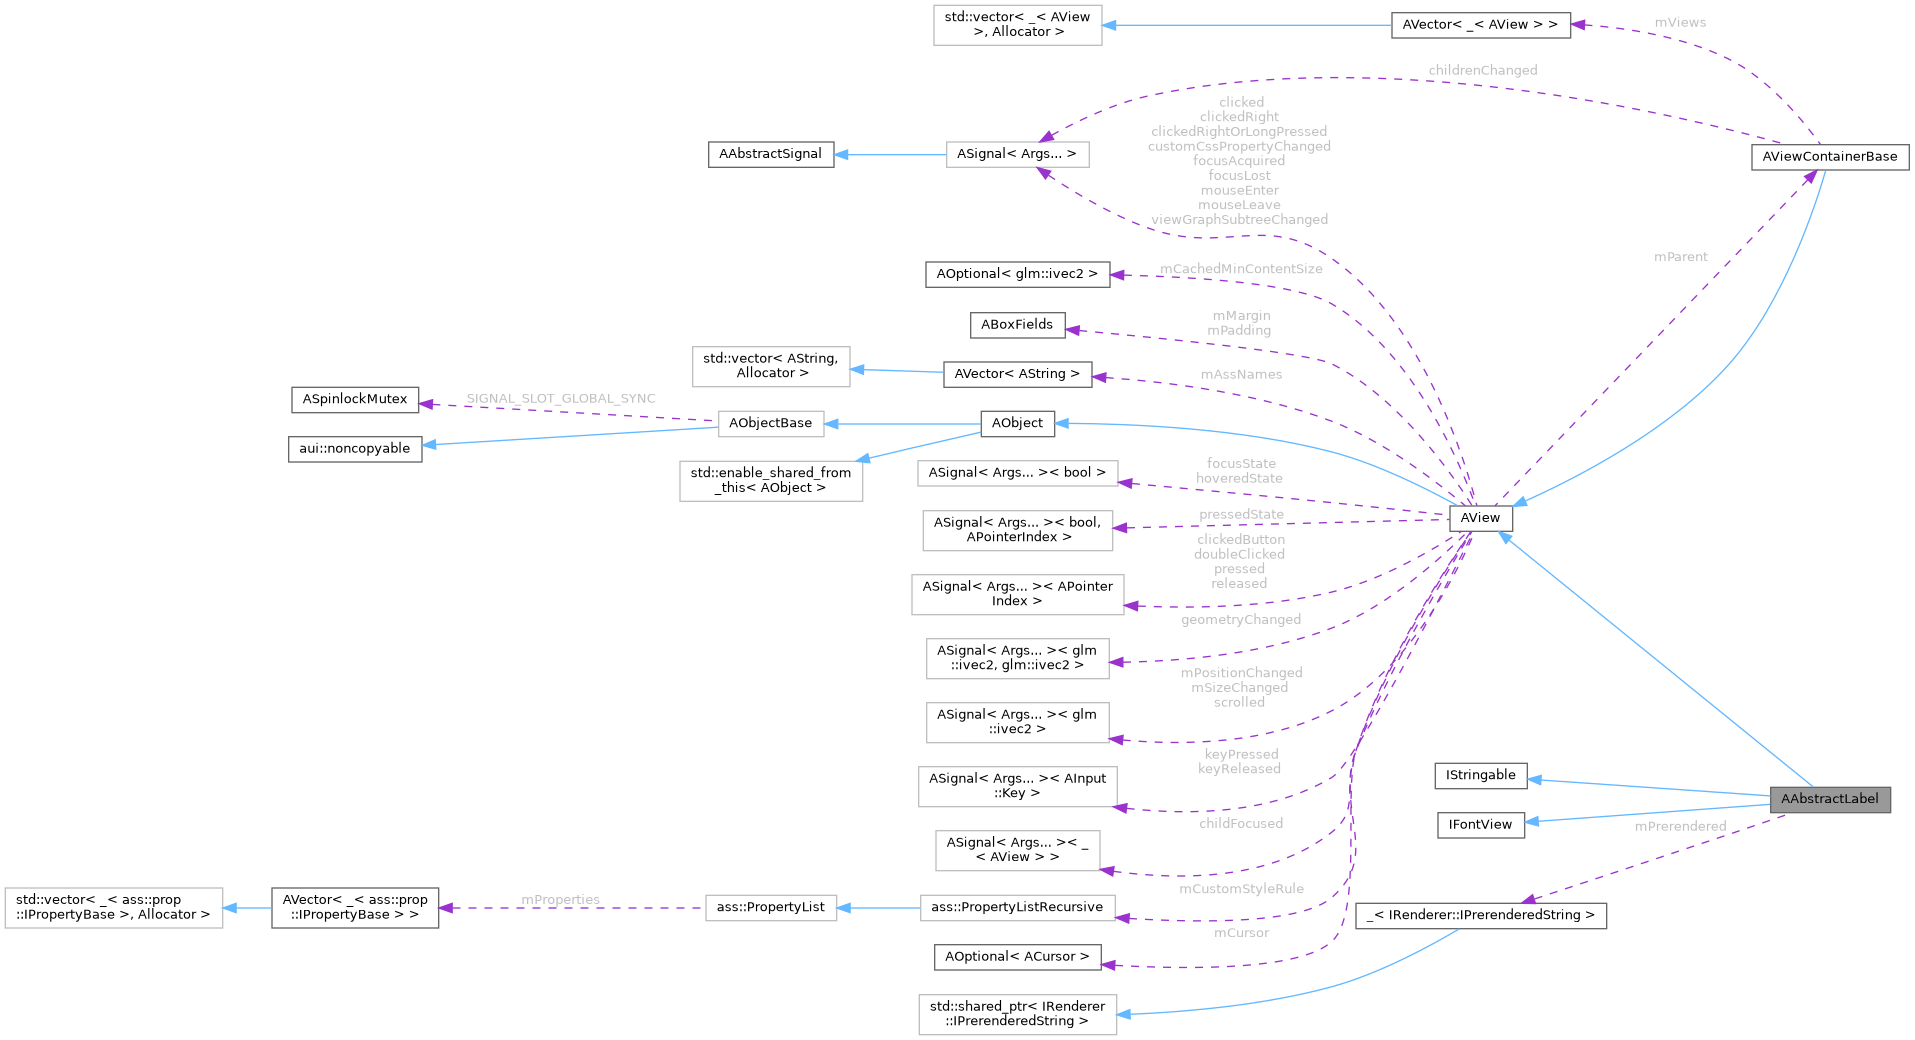 std::vector< _< AView
>, Allocator >
AVector< _< AView > >
mViews
childrenChanged
clicked
clickedRight
clickedRightOrLongPressed
customCssPropertyChanged
focusAcquired
focusLost
mouseEnter
mouseLeave
viewGraphSubtreeChanged
AAbstractSignal
ASignal< Args... >
AViewContainerBase
mParent
AOptional< glm::ivec2 >
mCachedMinContentSize
ABoxFields
mMargin
mPadding
std::vector< AString,
Allocator >
AVector< AString >
mAssNames
ASpinlockMutex
SIGNAL_SLOT_GLOBAL_SYNC
AObjectBase
AObject
aui::noncopyable
std::enable_shared_from
_this< AObject >
ASignal< Args... >< bool >
focusState
hoveredState
ASignal< Args... >< bool,
APointerIndex >
pressedState
AView
clickedButton
doubleClicked
pressed
released
ASignal< Args... >< APointer
Index >
geometryChanged
ASignal< Args... >< glm
::ivec2, glm::ivec2 >
mPositionChanged
mSizeChanged
scrolled
ASignal< Args... >< glm
::ivec2 >
keyPressed
keyReleased
ASignal< Args... >< AInput
::Key >
IStringable
AAbstractLabel
IFontView
mPrerendered
childFocused
ASignal< Args... >< _
< AView > >
mCustomStyleRule
std::vector< _< ass::prop
::IPropertyBase >, Allocator >
AVector< _< ass::prop
::IPropertyBase > >
mProperties
ass::PropertyList
ass::PropertyListRecursive
_< IRenderer::IPrerenderedString >
mCursor
AOptional< ACursor >
std::shared_ptr< IRenderer
::IPrerenderedString >